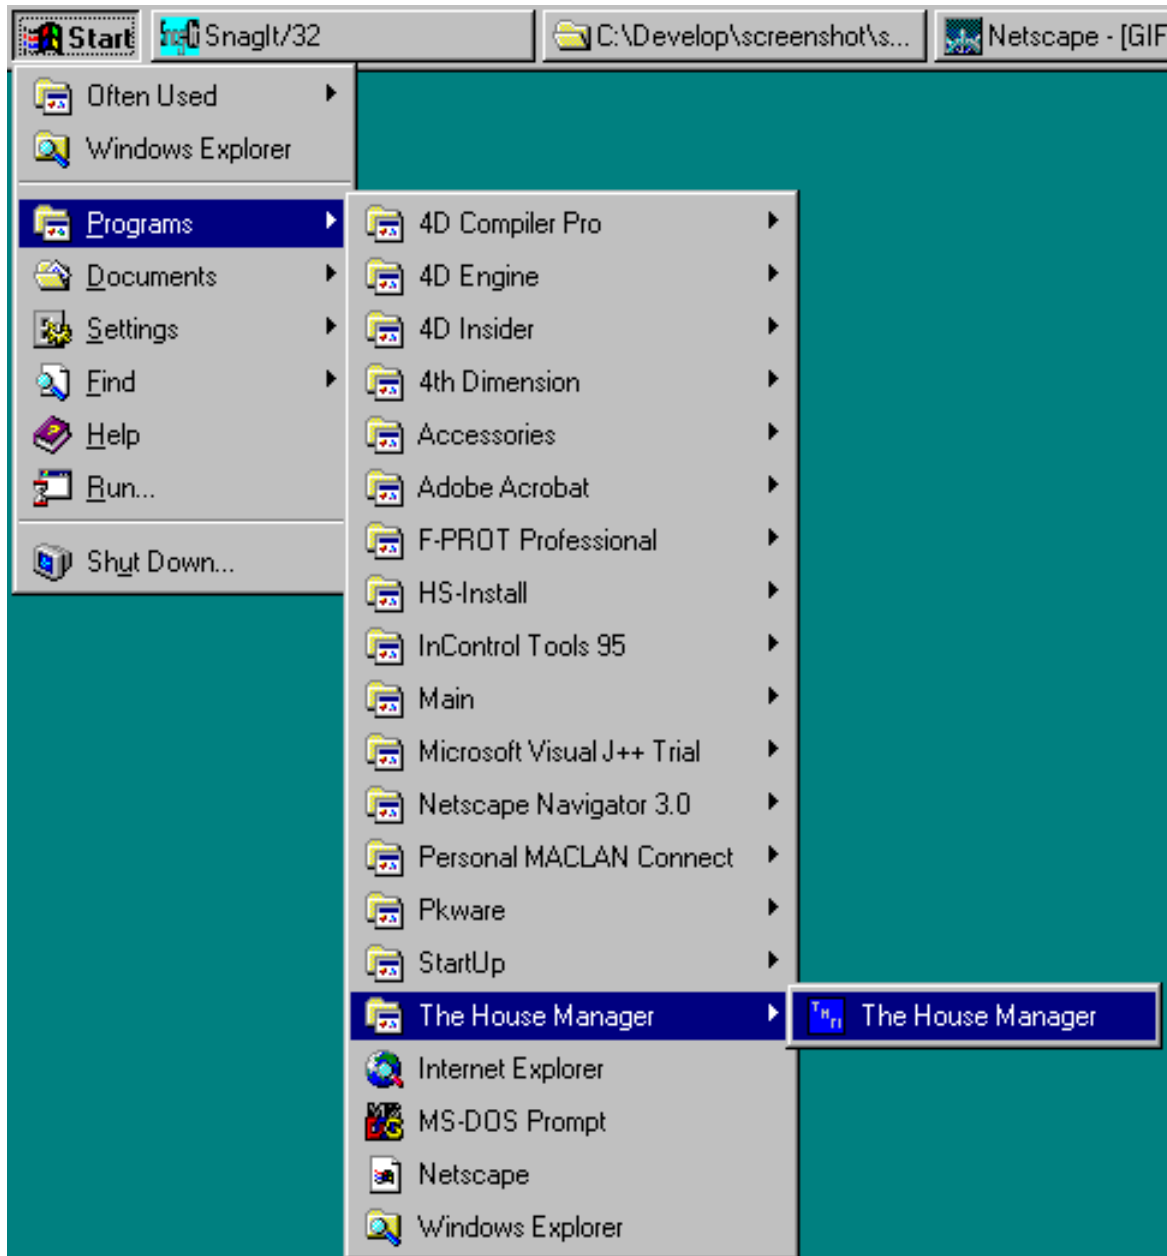 Start SnagIt/32 C:\Develop\screenshot\s... Netscape - [GIF
Often Used
Windows Explorer
Programs
Documents
Settings
Find
Help
Run...
Shut Down...
4D Compiler Pro
4D Engine
4D Insider
4th Dimension
Accessories
Adobe Acrobat
F-PROT Professional
HS-Install
InControl Tools 95
Main
Microsoft Visual J++ Trial
Netscape Navigator 3.0
Personal MACLAN Connect
Pkware
StartUp
The House Manager
The House Manager
Internet Explorer
MS-DOS Prompt
Netscape
Windows Explorer